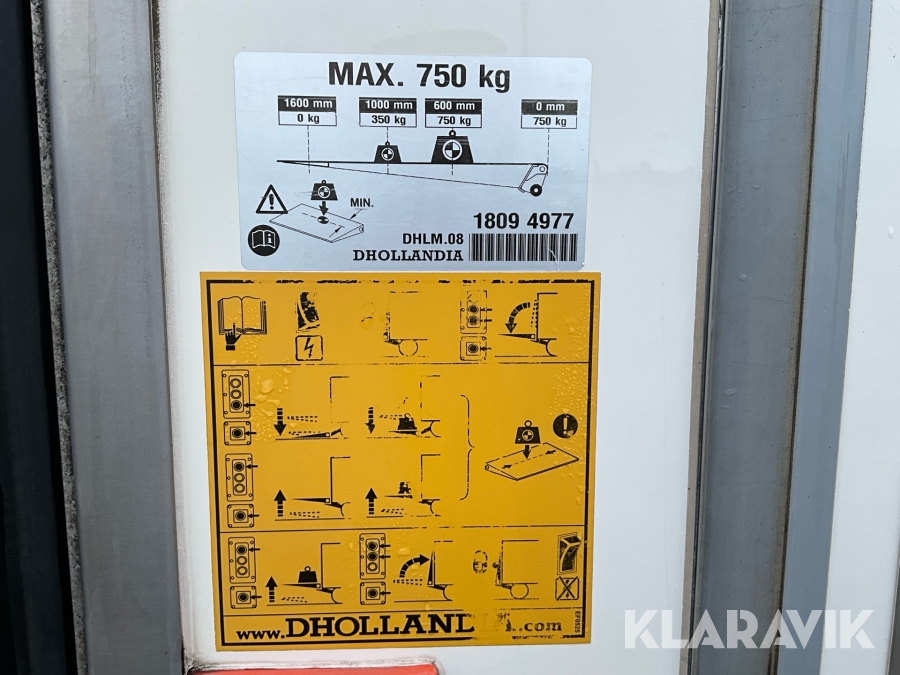 MAX. 750 kg
1600 mm 1000 mm 600 mm 0 mm
0 kg 350 kg 750 kg 750 kg
MIN.
1809 4977
DHLM.08
DHOLLANDIA
www.DHOLLAND .com
EF0525
KLARAVIK